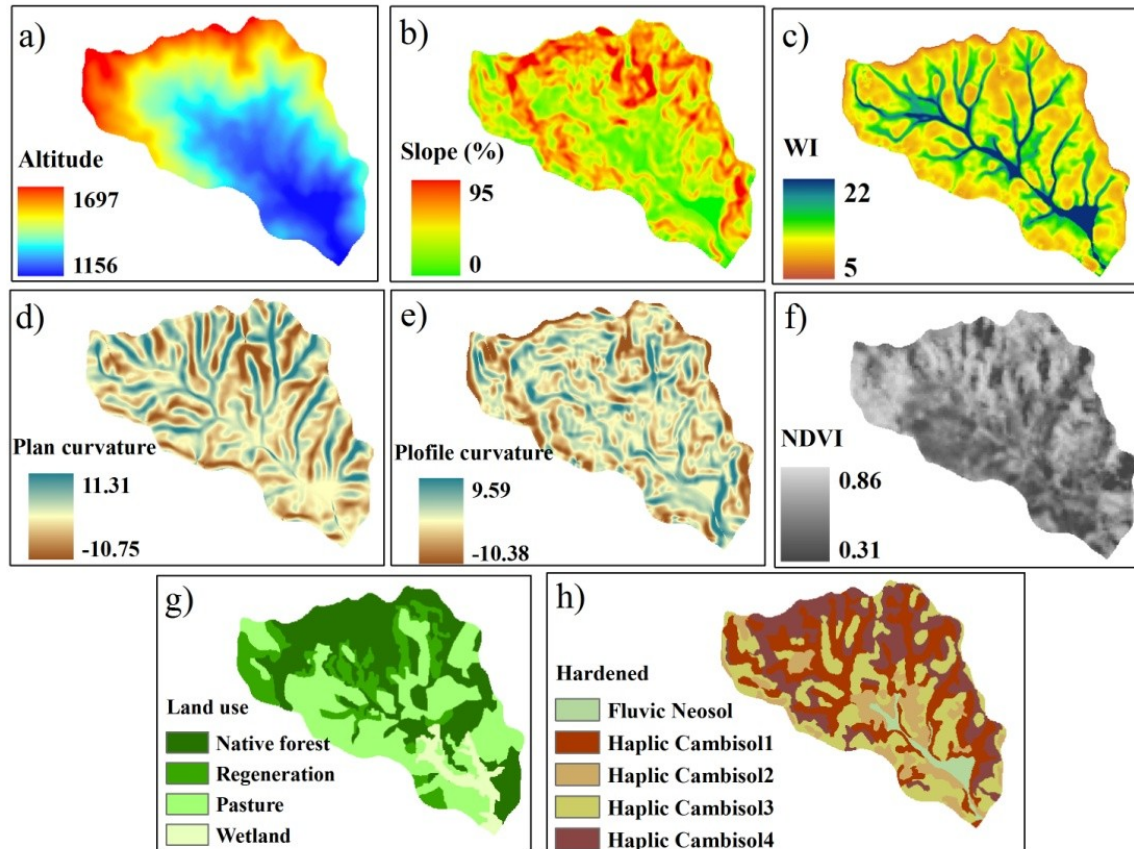 a)
Altitude
1697
1156
b)
Slope (%)
95
0
c)
WI
22
5
d)
Plan curvature
11.31
-10.75
e)
Plofile curvature
9.59
-10.38
f)
NDVI
0.86
0.31
g)
Land use
Native forest
Regeneration
Pasture
Wetland
h)
Hardened
Fluvic Neosol
Haplic Cambisol1
Haplic Cambisol2
Haplic Cambisol3
Haplic Cambisol4